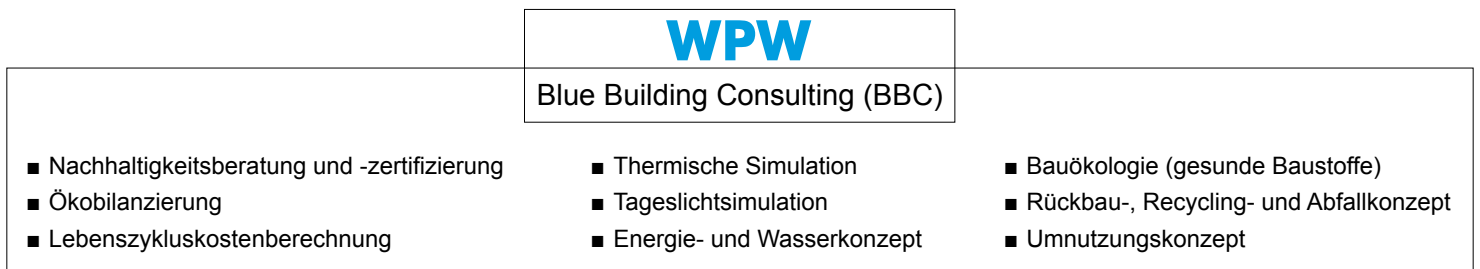 WPW
Blue Building Consulting (BBC)
■ Nachhaltigkeitsberatung und -zertifizierung
■ Ökobilanzierung
■ Lebenszykluskostenberechnung
■ Thermische Simulation
■ Tageslichtsimulation
■ Energie- und Wasserkonzept
■ Bauökologie (gesunde Baustoffe)
■ Rückbau-, Recycling- und Abfallkonzept
■ Umnutzungskonzept